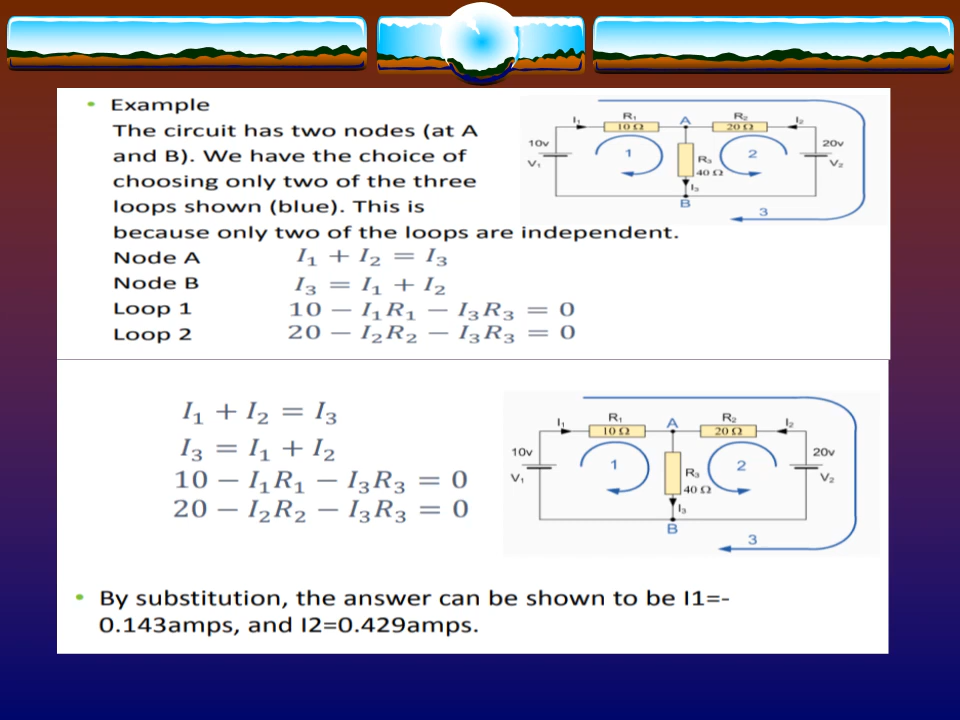 • Example
The circuit has two nodes (at A
and B). We have the choice of
choosing only two of the three
loops shown (blue). This is
because only two of the loops are independent.
Node A I₁ + I₂ = I₃
Node B I₃ = I₁ + I₂
Loop 1 10 − I₁R₁ − I₃R₃ = 0
Loop 2 20 − I₂R₂ − I₃R₃ = 0
I₁ R₁ A R₂ I₂
10 Ω 20 Ω
10v 20v
1 2
V₁ R₃ V₂
40 Ω
I₃
B
3
I₁ + I₂ = I₃
I₃ = I₁ + I₂
10 − I₁R₁ − I₃R₃ = 0
20 − I₂R₂ − I₃R₃ = 0
I₁ R₁ A R₂ I₂
10 Ω 20 Ω
10v 20v
1 2
V₁ R₃ V₂
40 Ω
I₃
B
3
• By substitution, the answer can be shown to be I1=-
0.143amps, and I2=0.429amps.